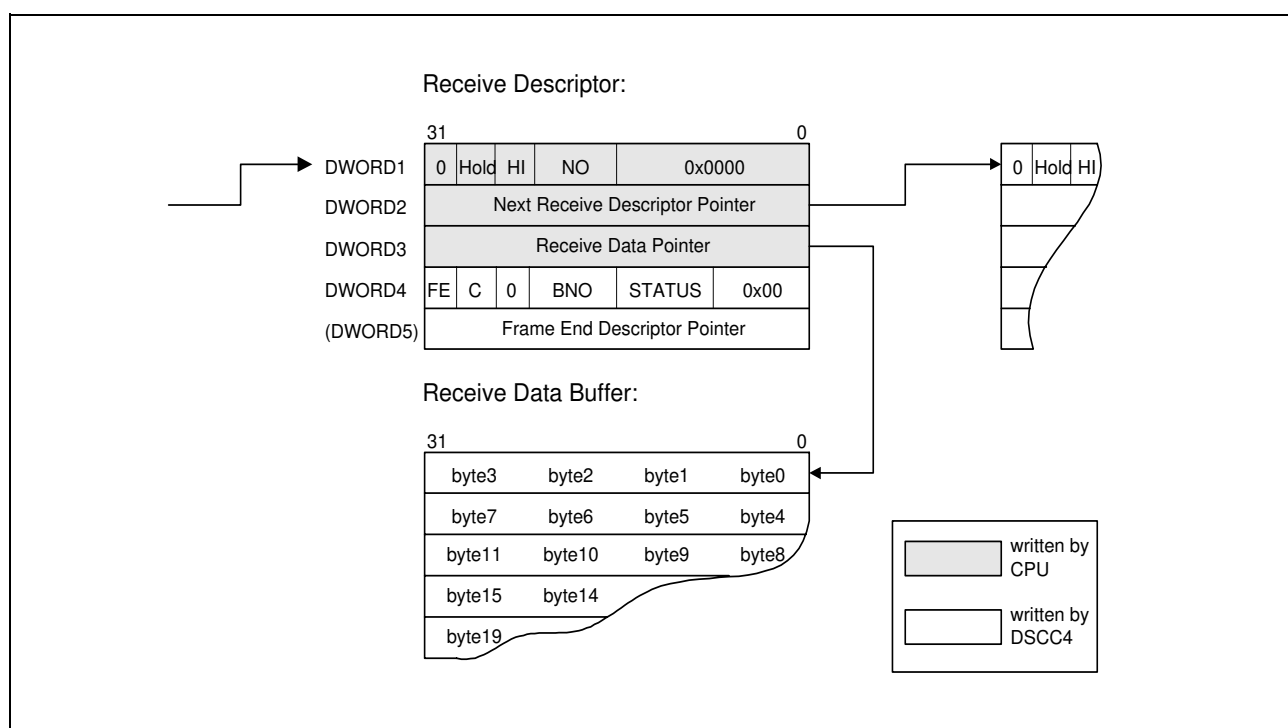 Receive Descriptor:
31 0
DWORD1 0 Hold HI NO 0x0000 0 Hold HI
DWORD2 Next Receive Descriptor Pointer
DWORD3 Receive Data Pointer
DWORD4 FE C 0 BNO STATUS 0x00
(DWORD5) Frame End Descriptor Pointer
Receive Data Buffer:
31 0
byte3 byte2 byte1 byte0
byte7 byte6 byte5 byte4
byte11 byte10 byte9 byte8
byte15 byte14
byte19
written by
CPU
written by
DSCC4